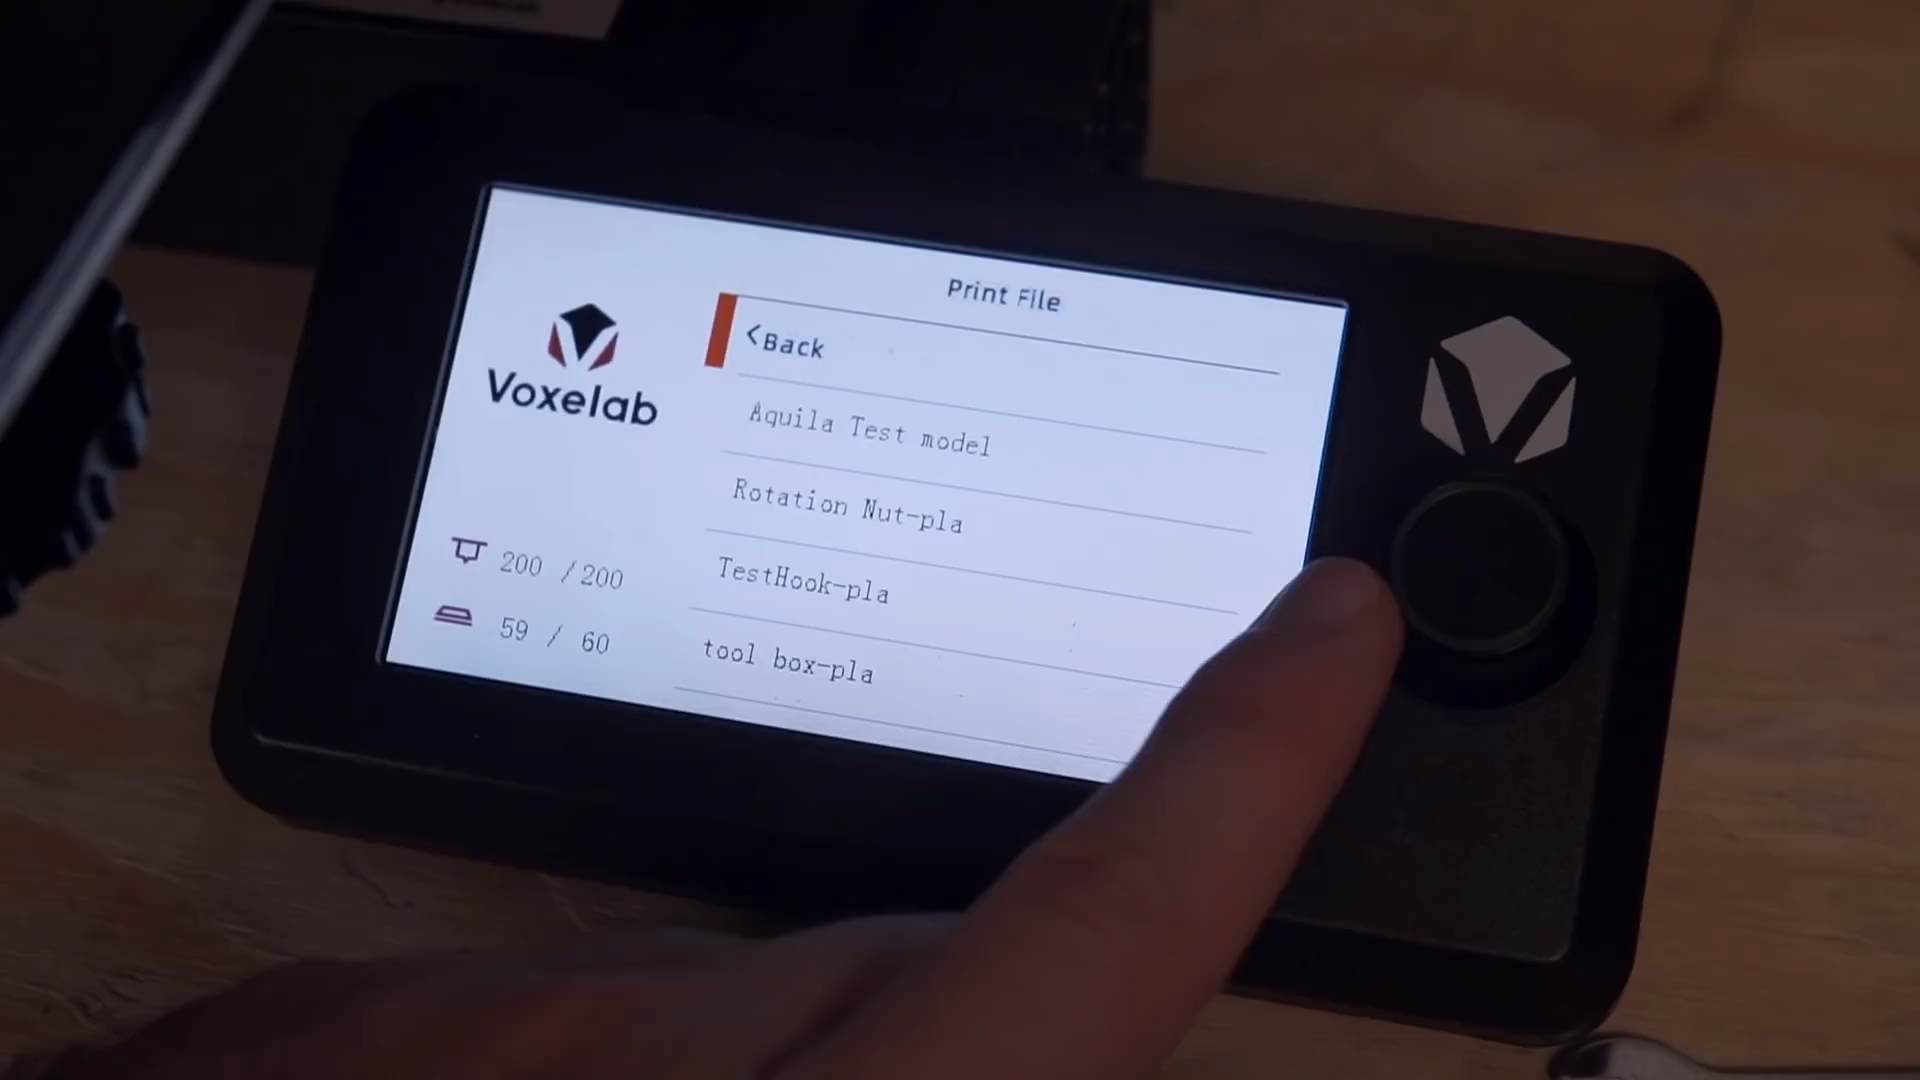 Print File
<Back
Voxelab
Aquila Test model
Rotation Nut-pla
TestHook-pla
tool box-pla
200 /200
59 / 60